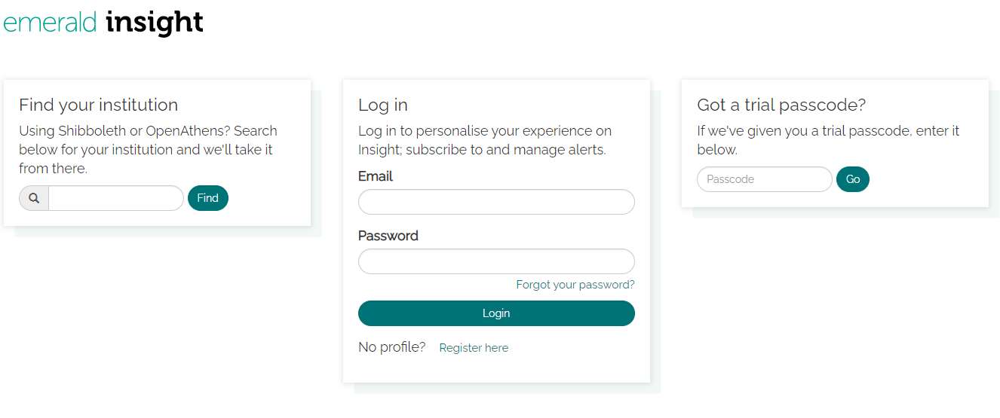 emerald insight
Find your institution
Using Shibboleth or OpenAthens? Search
below for your institution and we'll take it
from there.
Find
Log in
Log in to personalise your experience on
Insight; subscribe to and manage alerts.
Email
Password
Forgot your password?
Login
No profile? Register here
Got a trial passcode?
If we've given you a trial passcode, enter it
below.
Passcode Go